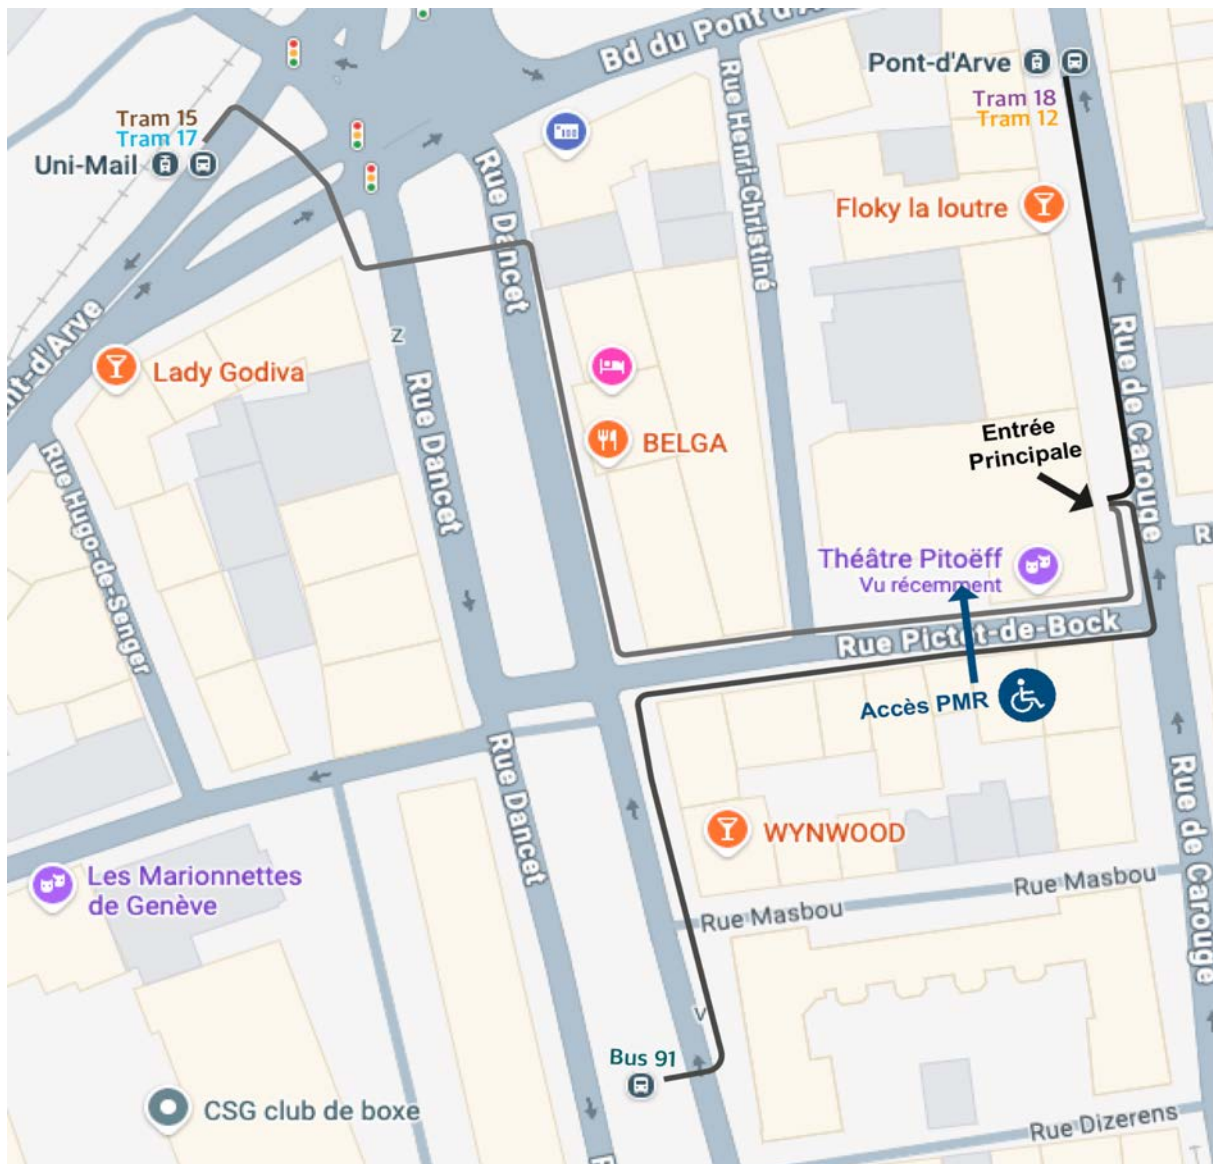 Bd du Pont d'Ar
Pont-d'Arve
Tram 18
Tram 12
Tram 15
Tram 17
Uni-Mail
Rue Henri-Christiné
Rue Dancet
Floky la loutre
nt-d'Arve
Z
Lady Godiva
Rue Dancet
Rue de Carouge
BELGA
Entrée
Principale
Rue Hugo-de-Senger
R
Théâtre Pitoëff
Vu récemment
Rue Pictet-de-Bock
Accès PMR
Rue Dancet
Rue de Carouge
WYNWOOD
Les Marionnettes
de Genève
Rue Masbou
Rue Masbou
V
Bus 91
CSG club de boxe
Rue Dizerens
R